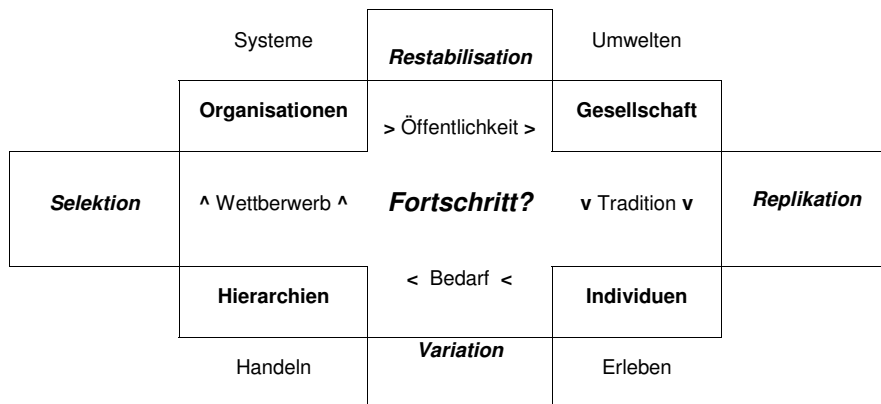 Systeme
Umwelten
Restabilisation
Organisationen
Gesellschaft
> Öffentlichkeit >
Selektion
^ Wettberwerb ^
Fortschritt?
v Tradition v
Replikation
< Bedarf <
Hierarchien
Individuen
Variation
Handeln
Erleben